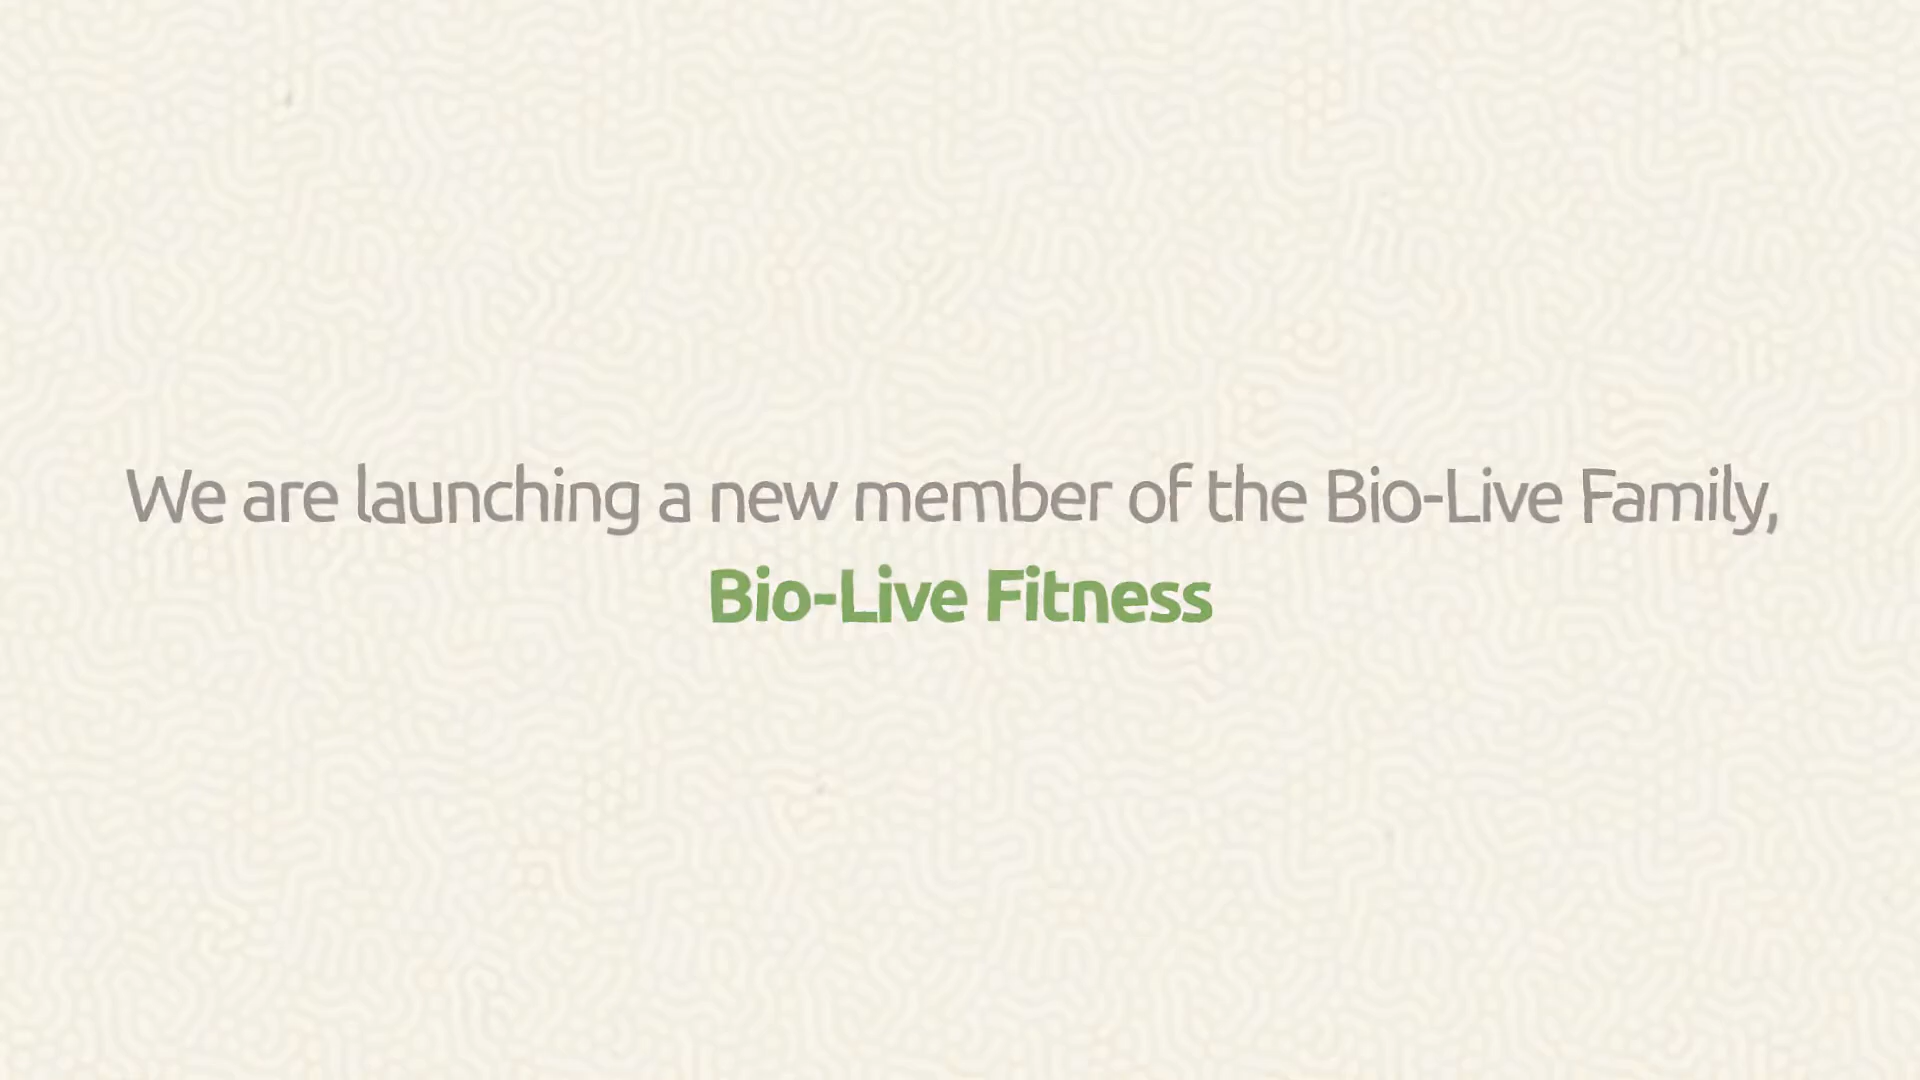 We are launching a new member of the Bio-Live Family,
Bio-Live Fitness